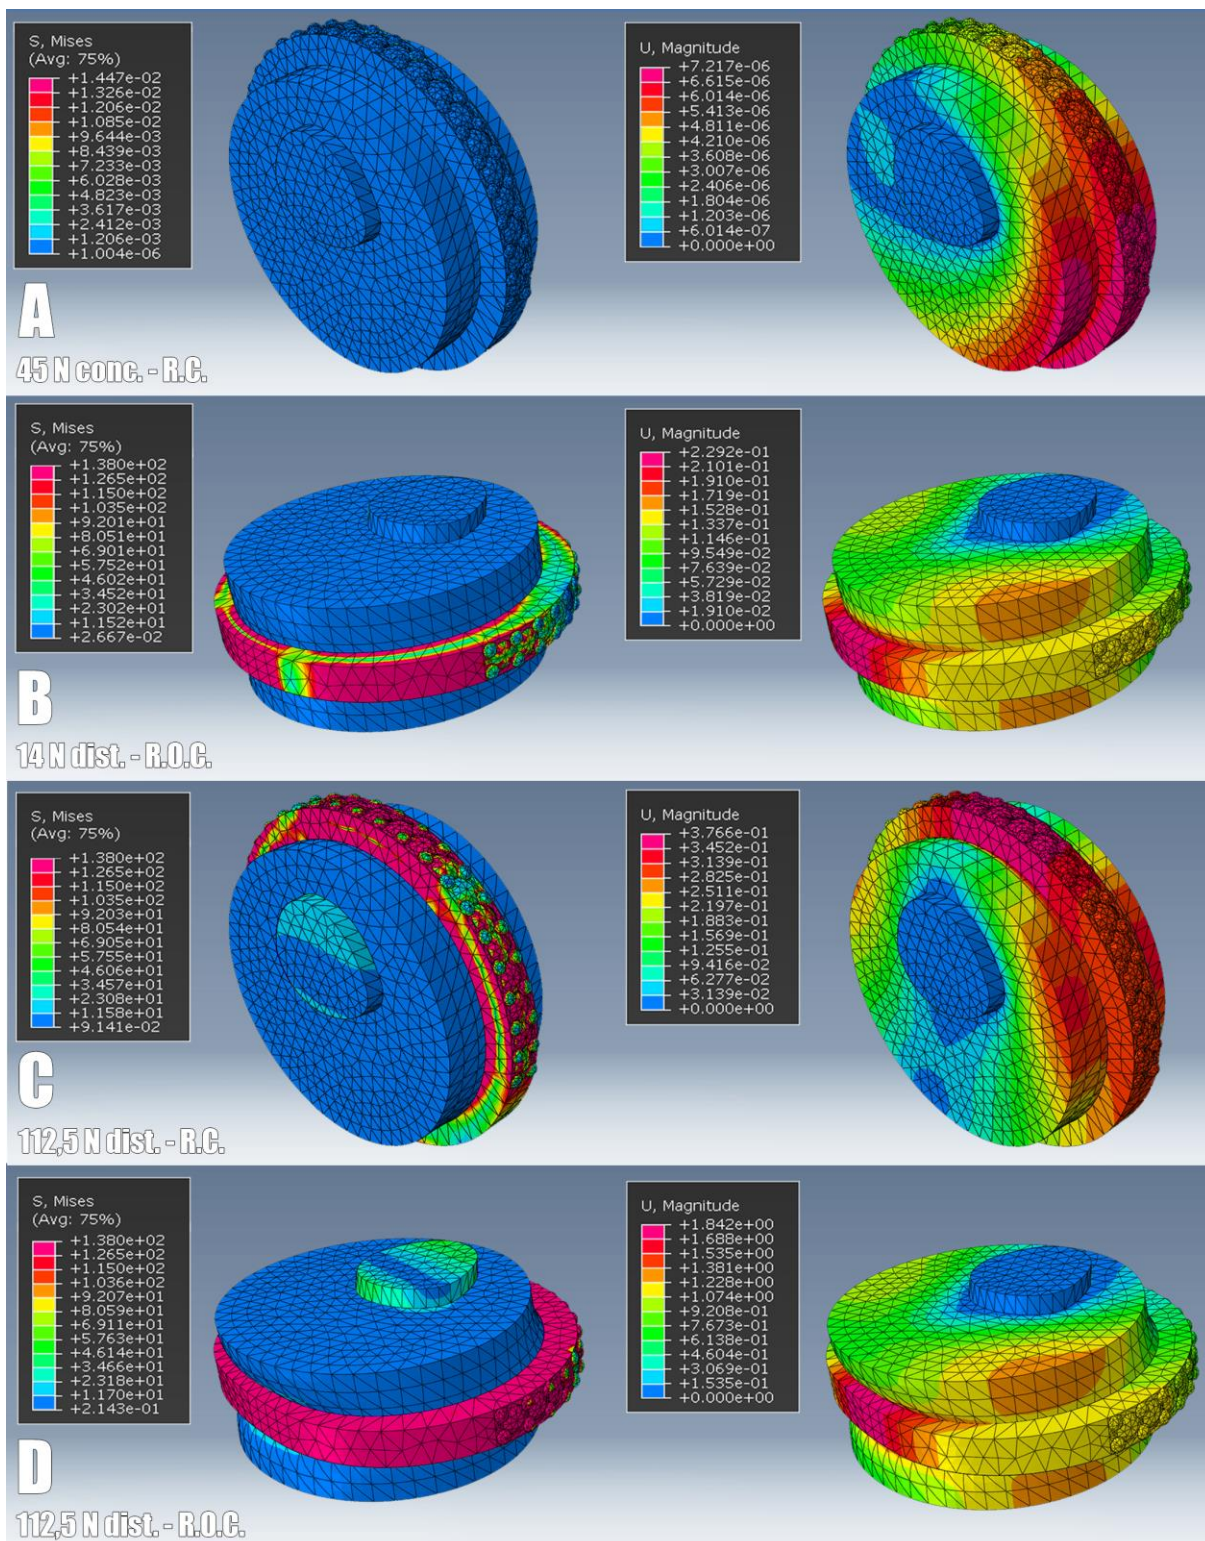 S, Mises
(Avg: 75%)
+1.447e-02
+1.326e-02
+1.206e-02
+1.085e-02
+9.644e-03
+8.439e-03
+7.233e-03
+6.028e-03
+4.823e-03
+3.617e-03
+2.412e-03
+1.206e-03
+1.004e-06
U, Magnitude
+7.217e-06
+6.615e-06
+6.014e-06
+5.413e-06
+4.811e-06
+4.210e-06
+3.608e-06
+3.007e-06
+2.406e-06
+1.804e-06
+1.203e-06
+6.014e-07
+0.000e+00
A
45 N conc. - R.C.
S, Mises
(Avg: 75%)
+1.380e+02
+1.265e+02
+1.150e+02
+1.035e+02
+9.201e+01
+8.051e+01
+6.901e+01
+5.752e+01
+4.602e+01
+3.452e+01
+2.302e+01
+1.152e+01
+2.667e-02
U, Magnitude
+2.292e-01
+2.101e-01
+1.910e-01
+1.719e-01
+1.528e-01
+1.337e-01
+1.146e-01
+9.549e-02
+7.639e-02
+5.729e-02
+3.819e-02
+1.910e-02
+0.000e+00
B
14 N dist. - R.O.C.
S, Mises
(Avg: 75%)
+1.380e+02
+1.265e+02
+1.150e+02
+1.035e+02
+9.203e+01
+8.054e+01
+6.905e+01
+5.755e+01
+4.606e+01
+3.457e+01
+2.308e+01
+1.158e+01
+9.141e-02
U, Magnitude
+3.766e-01
+3.452e-01
+3.139e-01
+2.825e-01
+2.511e-01
+2.197e-01
+1.883e-01
+1.569e-01
+1.255e-01
+9.416e-02
+6.277e-02
+3.139e-02
+0.000e+00
C
112,5 N dist. - R.C.
S, Mises
(Avg: 75%)
+1.380e+02
+1.265e+02
+1.150e+02
+1.036e+02
+9.207e+01
+8.059e+01
+6.911e+01
+5.763e+01
+4.614e+01
+3.466e+01
+2.318e+01
+1.170e+01
+2.143e-01
U, Magnitude
+1.842e+00
+1.688e+00
+1.535e+00
+1.381e+00
+1.228e+00
+1.074e+00
+9.208e-01
+7.673e-01
+6.138e-01
+4.604e-01
+3.069e-01
+1.535e-01
+0.000e+00
D
112,5 N dist. - R.O.C.